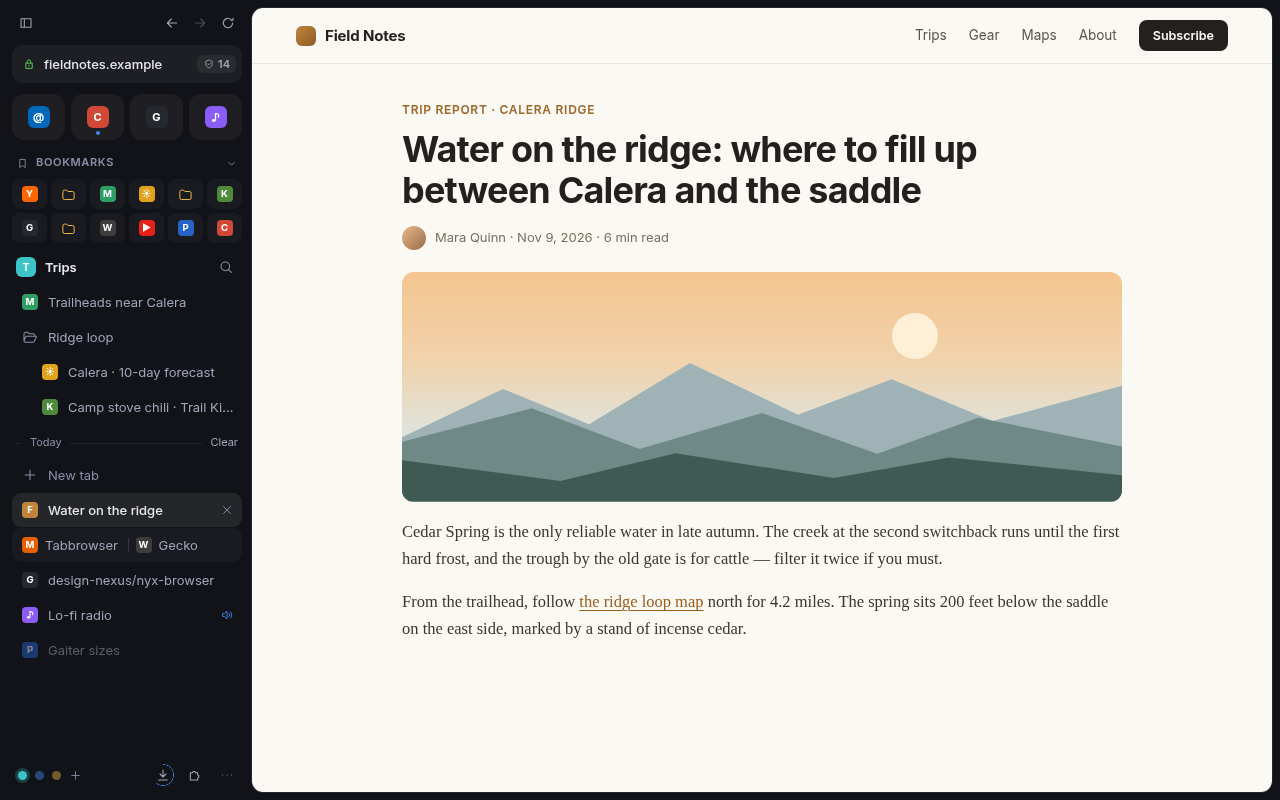 fieldnotes.example
14
@
C
G
BOOKMARKS
Y
M
K
G
W
P
C
T Trips
M Trailheads near Calera
Ridge loop
Calera · 10-day forecast
K Camp stove chili · Trail Ki...
Today Clear
New tab
F Water on the ridge
M Tabbrowser W Gecko
G design-nexus/nyx-browser
Lo-fi radio
P Gaiter sizes
Field Notes
Trips Gear Maps About Subscribe
TRIP REPORT · CALERA RIDGE
Water on the ridge: where to fill up
between Calera and the saddle
Mara Quinn · Nov 9, 2026 · 6 min read
Cedar Spring is the only reliable water in late autumn. The creek at the second switchback runs until the first
hard frost, and the trough by the old gate is for cattle — filter it twice if you must.
From the trailhead, follow the ridge loop map north for 4.2 miles. The spring sits 200 feet below the saddle
on the east side, marked by a stand of incense cedar.